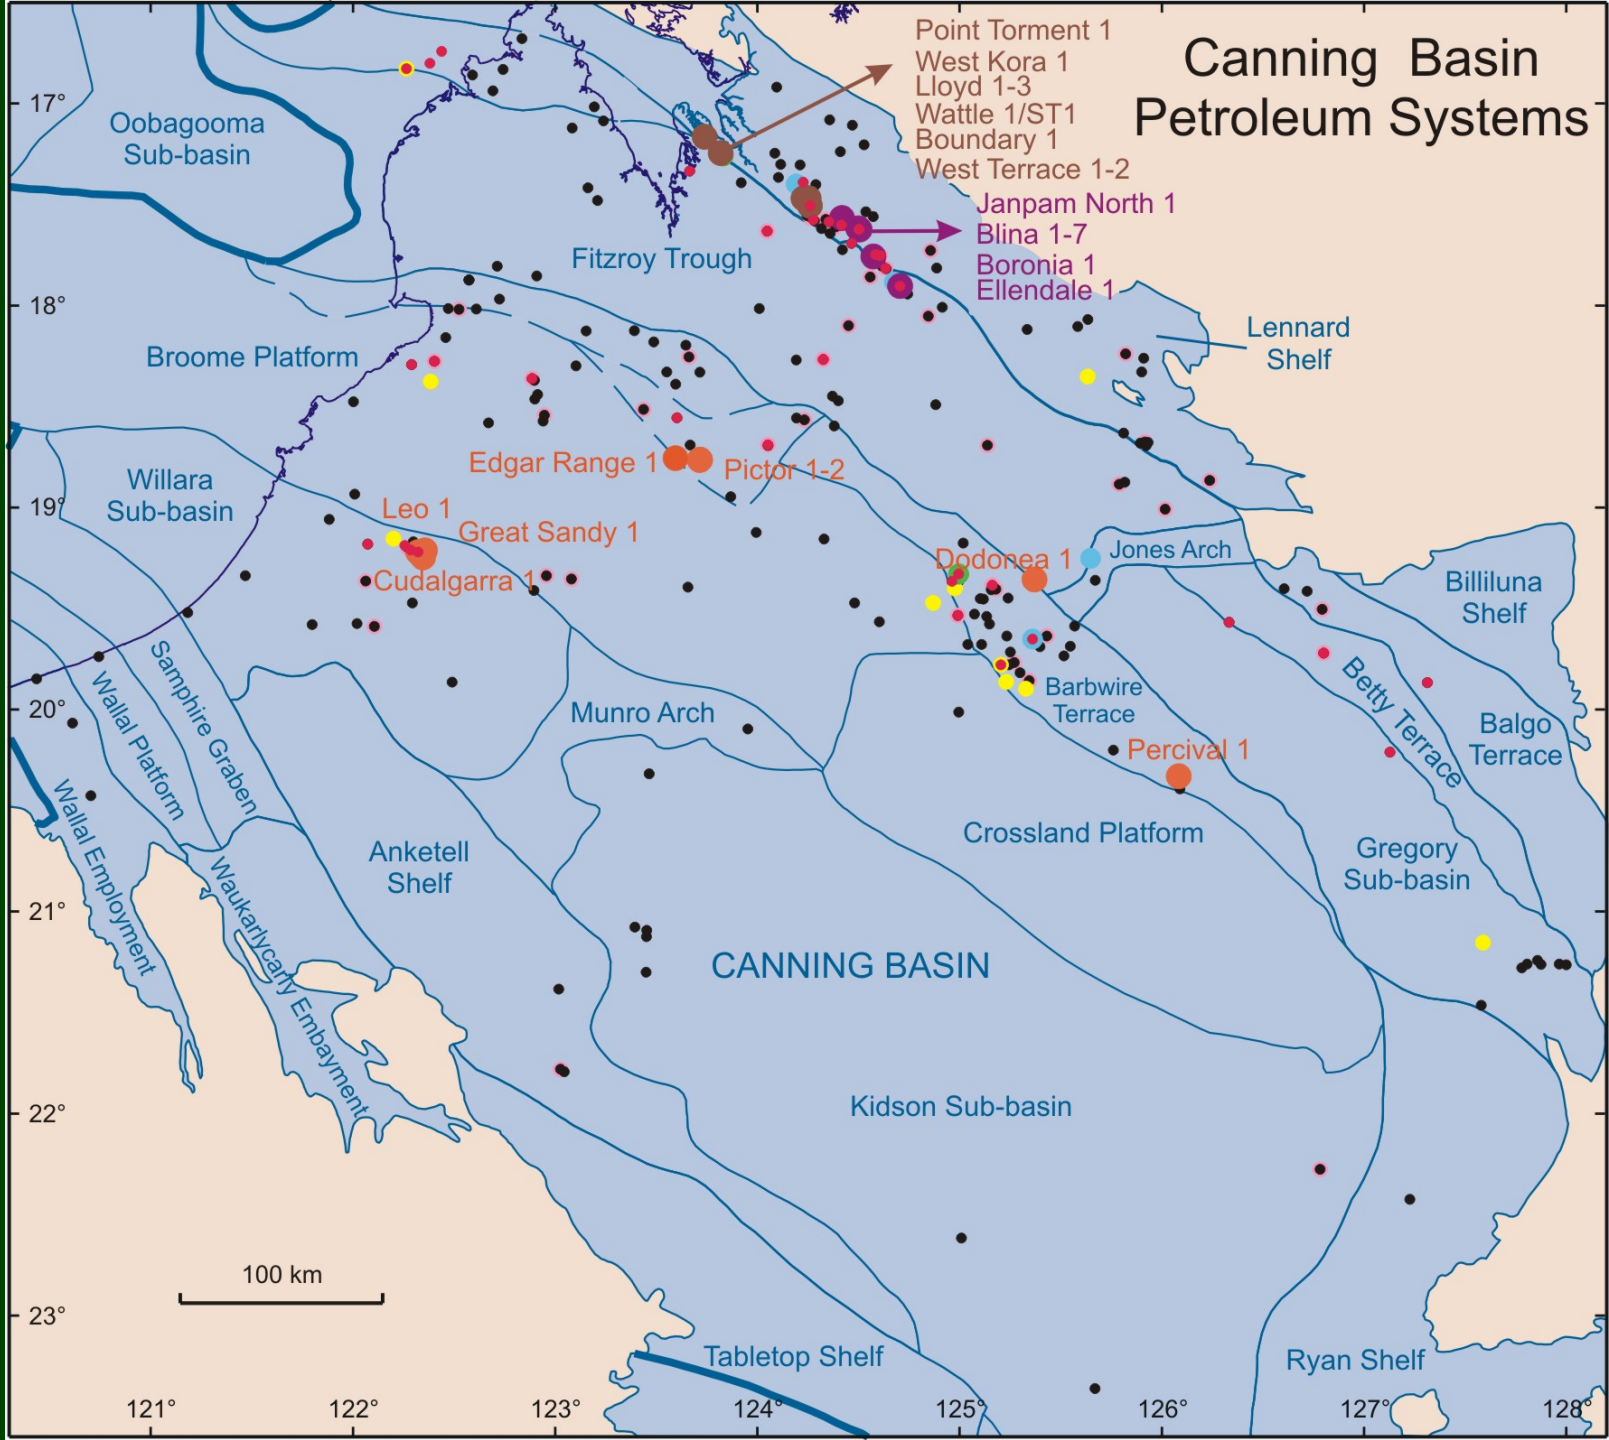 Canning Basin
Petroleum Systems
Point Torment 1
West Kora 1
Lloyd 1-3
Wattle 1/ST1
Boundary 1
West Terrace 1-2
Janpam North 1
Blina 1-7
Boronia 1
Ellendale 1
17°
18°
19°
20°
21°
22°
23°
Oobagooma
Sub-basin
Fitzroy Trough
Lennard
Shelf
Broome Platform
Edgar Range 1
Pictor 1-2
Willara
Sub-basin
Leo 1
Great Sandy 1
Cudalgarra 1
Dodonea 1
Jones Arch
Billiluna
Shelf
Samphire Graben
Wallal Platform
Wallal Employment
Munro Arch
Barbwire
Terrace
Percival 1
Betty Terrace
Balgo
Terrace
Crossland Platform
Anketell
Shelf
Gregory
Sub-basin
Waukarlycarly Embayment
CANNING BASIN
Kidson Sub-basin
100 km
Tabletop Shelf
Ryan Shelf
121°
122°
123°
124°
125°
126°
127°
128°